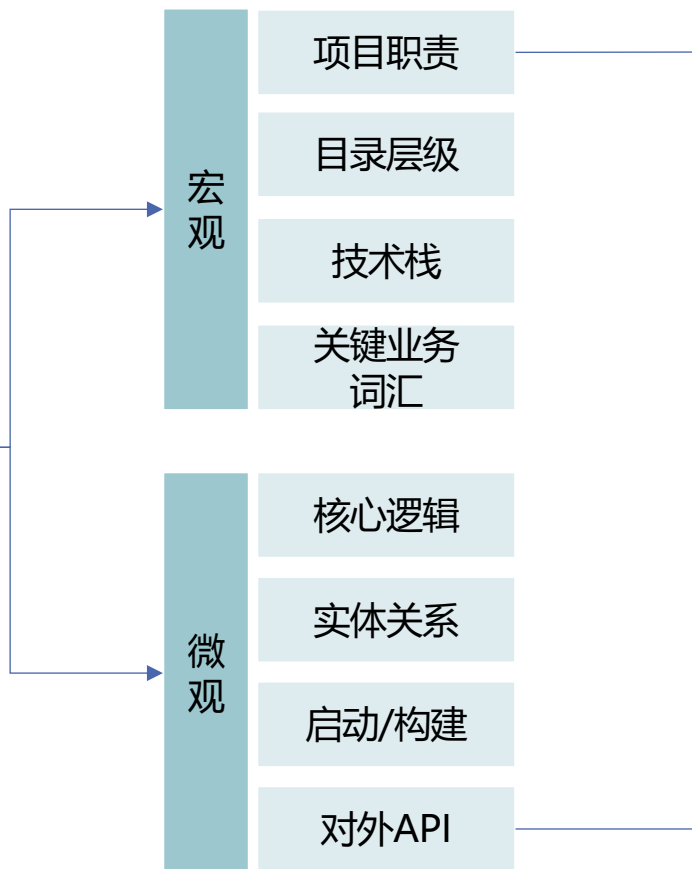 宏
观
项目职责
目录层级
技术栈
关键业务
词汇
微
观
核心逻辑
实体关系
启动/构建
对外API